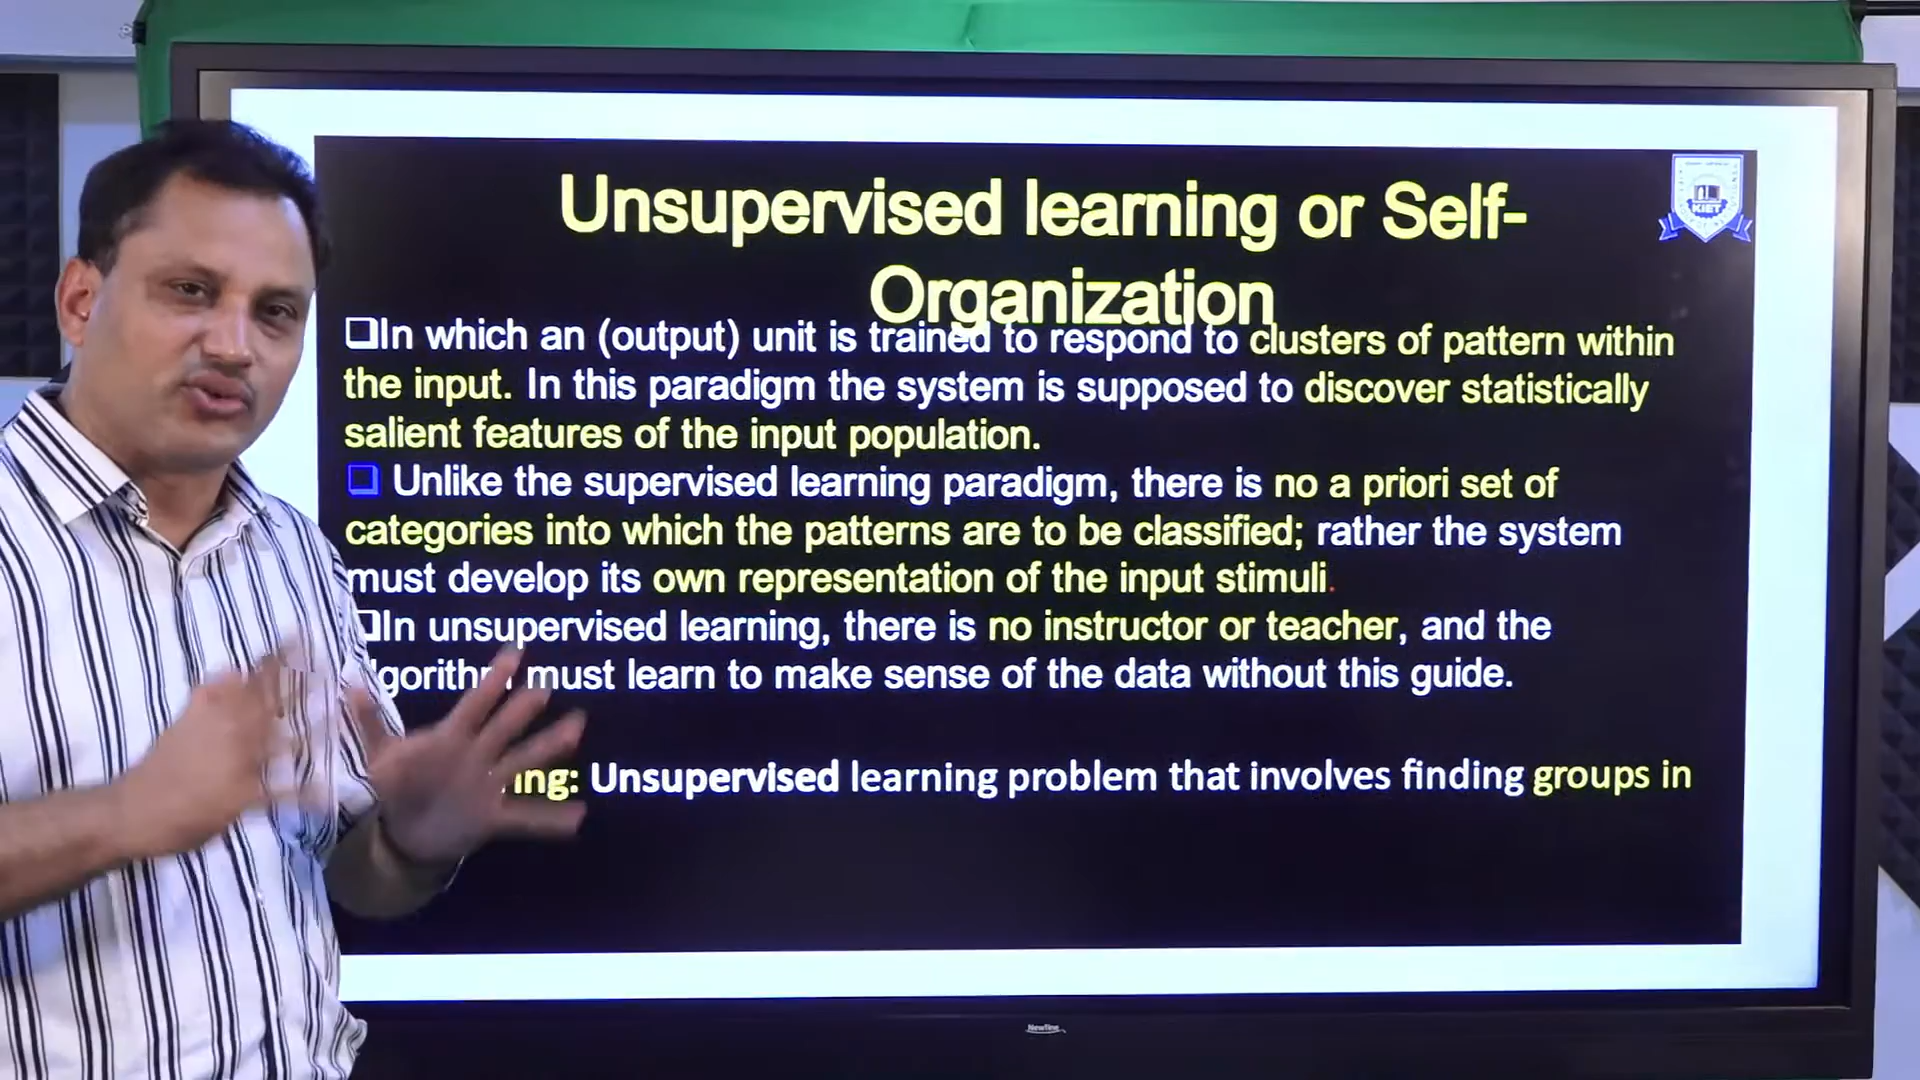 Unsupervised learning or Self-
Organization
In which an (output) unit is trained to respond to clusters of pattern within
the input. In this paradigm the system is supposed to discover statistically
salient features of the input population.
Unlike the supervised learning paradigm, there is no a priori set of
categories into which the patterns are to be classified; rather the system
must develop its own representation of the input stimuli.
In unsupervised learning, there is no instructor or teacher, and the
must learn to make sense of the data without this guide.
Unsupervised learning problem that involves finding groups in
KIET
Newline